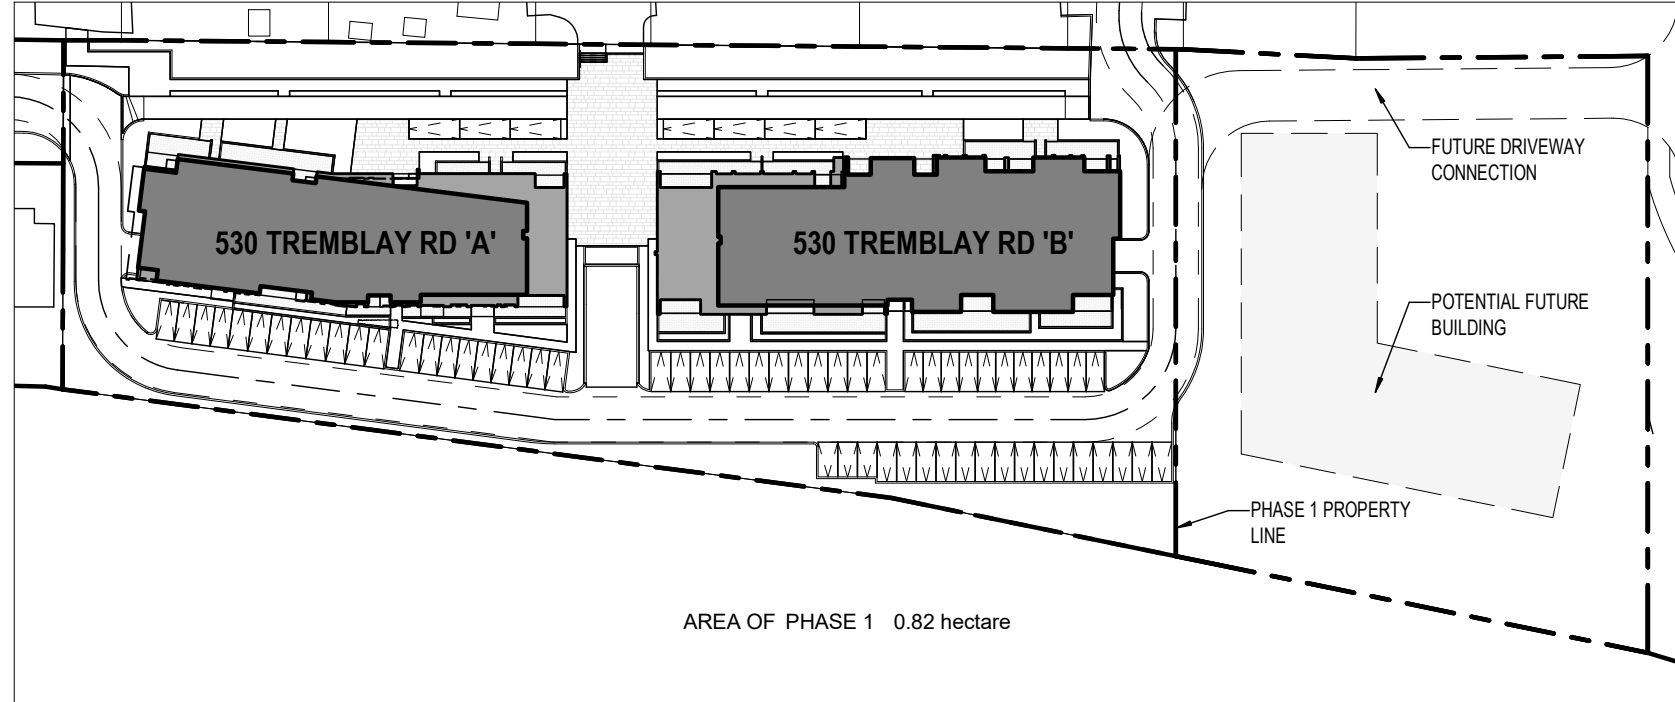 FUTURE DRIVEWAY
CONNECTION
530 TREMBLAY RD 'A'
530 TREMBLAY RD 'B'
POTENTIAL FUTURE
BUILDING
PHASE 1 PROPERTY
LINE
AREA OF PHASE 1 0.82 hectare